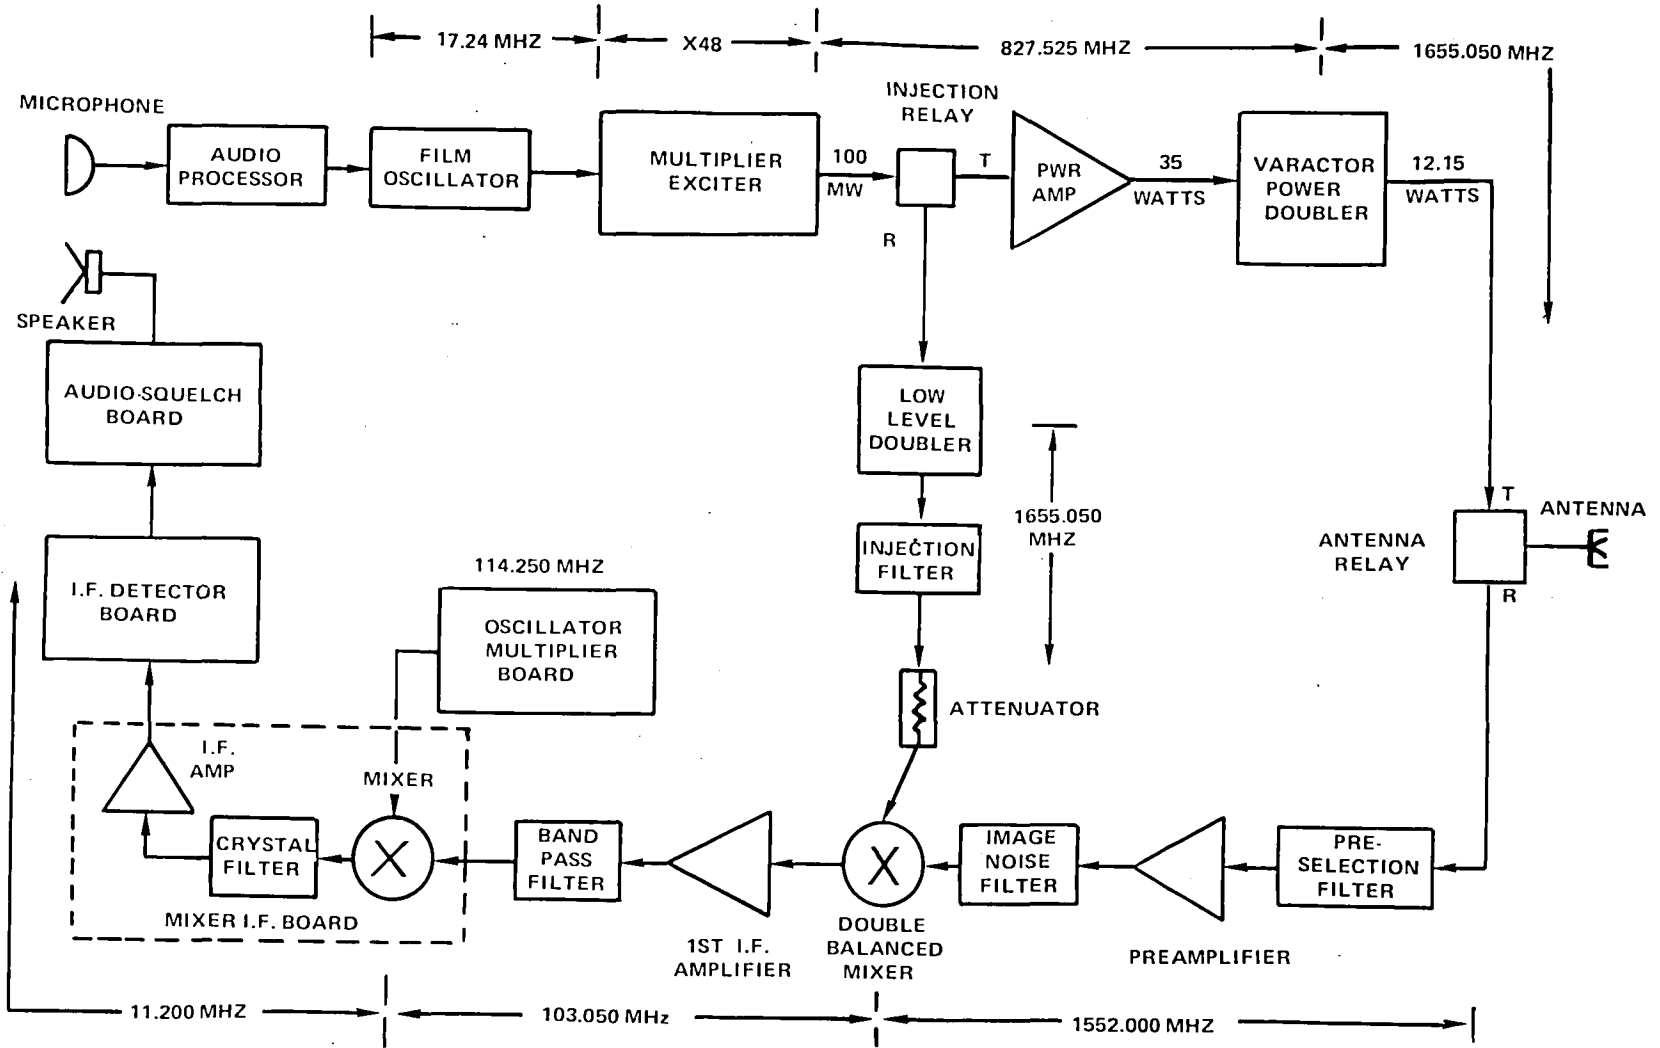 17.24 MHZ
X48
827.525 MHZ
1655.050 MHZ
MICROPHONE
AUDIO
PROCESSOR
FILM
OSCILLATOR
MULTIPLIER
EXCITER
100
MW
INJECTION
RELAY
T
R
PWR
AMP
35
WATTS
VARACTOR
POWER
DOUBLER
12.15
WATTS
SPEAKER
AUDIO-SQUELCH
BOARD
LOW
LEVEL
DOUBLER
1655.050
MHZ
INJECTION
FILTER
ATTENUATOR
T
ANTENNA
ANTENNA
RELAY
R
I.F. DETECTOR
BOARD
114.250 MHZ
OSCILLATOR
MULTIPLIER
BOARD
I.F.
AMP
MIXER
CRYSTAL
FILTER
X
MIXER I.F. BOARD
BAND
PASS
FILTER
1ST I.F.
AMPLIFIER
X
DOUBLE
BALANCED
MIXER
IMAGE
NOISE
FILTER
PREAMPLIFIER
PRE-
SELECTION
FILTER
11.200 MHZ
103.050 MHz
1552.000 MHZ